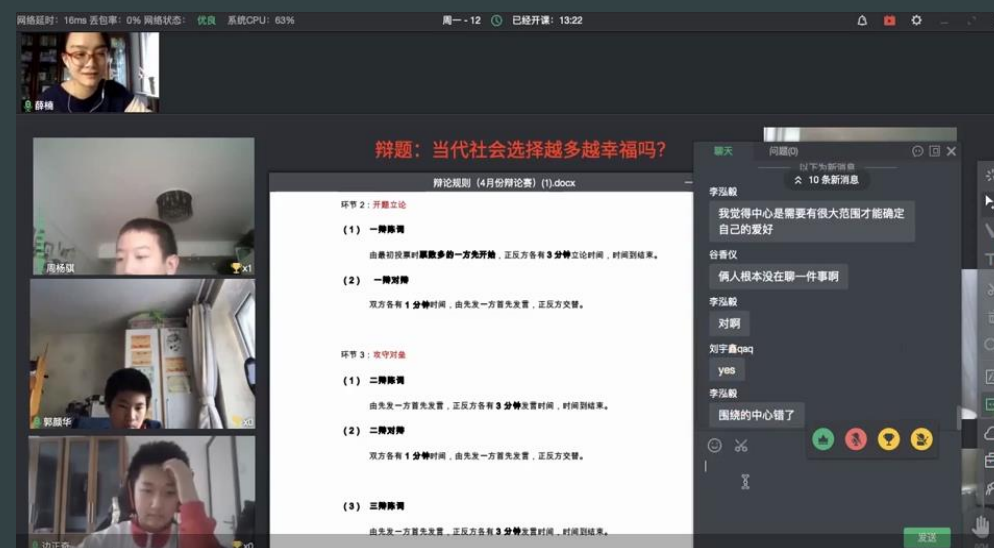 网络延时：16ms 丢包率：0% 网络状态： 优良 系统CPU：63%
周一 - 12 已经开课：13:22
薛楠
辩题：当代社会选择越多越幸福吗？
周杨骐
x1
郭颜华
x0
边正奇
x0
辩论规则（4月份辩论赛）(1).docx
环节 2：开题立论
（1） 一辩陈词
由最初投票时票数多的一方先开始，正反方各有 3 分钟立论时间，时间到结束。
（2） 一辩对辩
双方各有 1 分钟时间，由先发一方首先发言，正反方交替。
环节 3：攻守对垒
（1） 二辩陈词
由先发一方首先发言，正反方各有 3 分钟发言时间，时间到结束。
（2） 二辩对辩
双方各有 1 分钟时间，由先发一方首先发言，正反方交替。
（3） 三辩陈词
由先发一方首先发言，正反方各有 3 分钟发言时间，时间到结束。
聊天 问题(0)
以下为新消息
10 条新消息
李泓毅
我觉得中心是需要有很大范围才能确定
自己的爱好
谷香仪
俩人根本没在聊一件事啊
李泓毅
对啊
刘宇鑫qaq
yes
李泓毅
围绕的中心错了
发送